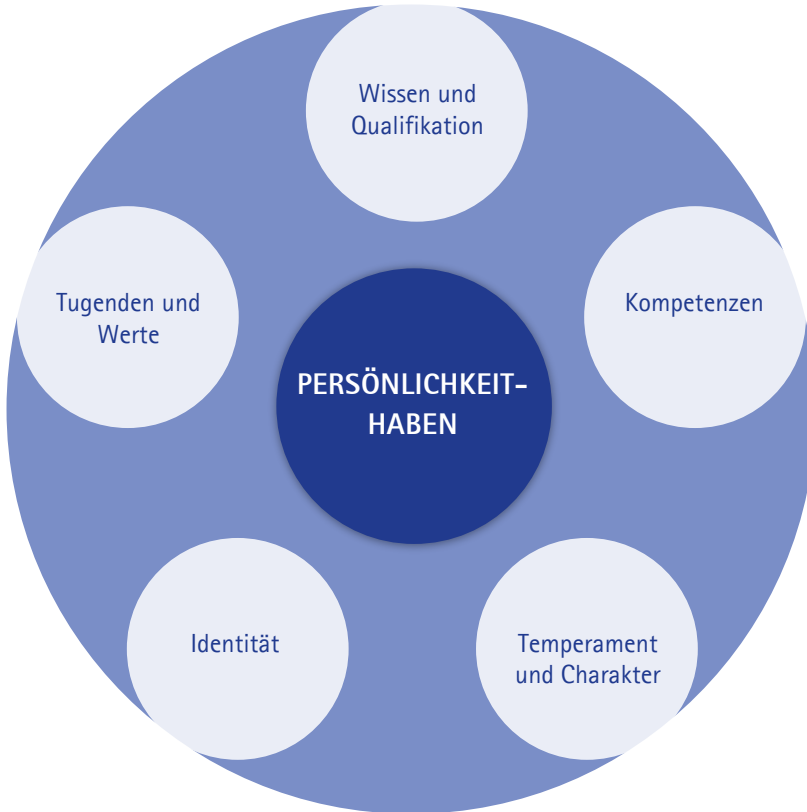 Wissen und
Qualifikation
Tugenden und
Werte
Kompetenzen
PERSÖNLICHKEIT-
HABEN
Identität
Temperament
und Charakter